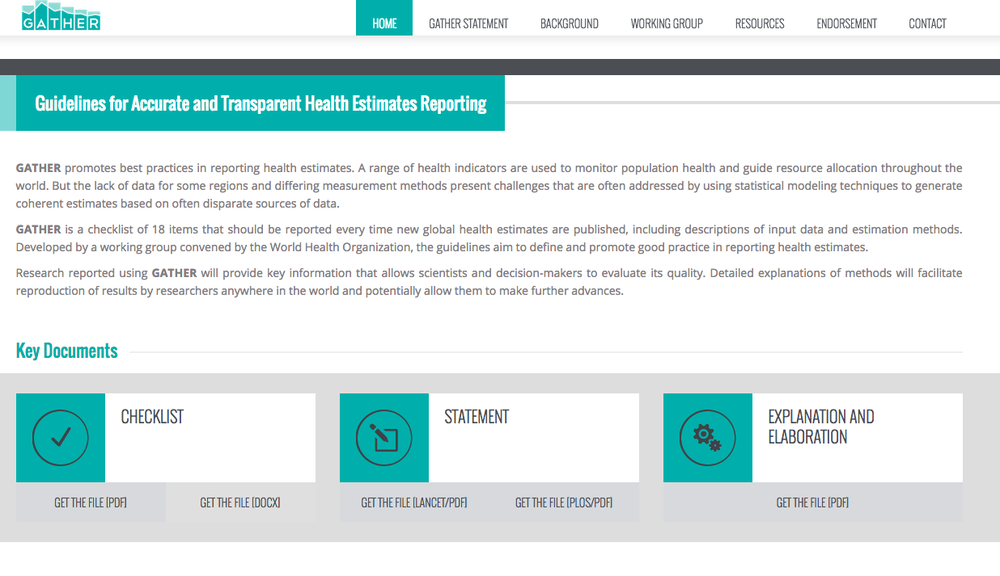 GATHER
HOME GATHER STATEMENT BACKGROUND WORKING GROUP RESOURCES ENDORSEMENT CONTACT
Guidelines for Accurate and Transparent Health Estimates Reporting
GATHER promotes best practices in reporting health estimates. A range of health indicators are used to monitor population health and guide resource allocation throughout the
world. But the lack of data for some regions and differing measurement methods present challenges that are often addressed by using statistical modeling techniques to generate
coherent estimates based on often disparate sources of data.
GATHER is a checklist of 18 items that should be reported every time new global health estimates are published, including descriptions of input data and estimation methods.
Developed by a working group convened by the World Health Organization, the guidelines aim to define and promote good practice in reporting health estimates.
Research reported using GATHER will provide key information that allows scientists and decision-makers to evaluate its quality. Detailed explanations of methods will facilitate
reproduction of results by researchers anywhere in the world and potentially allow them to make further advances.
Key Documents
CHECKLIST
GET THE FILE [PDF] GET THE FILE [DOCX]
STATEMENT
GET THE FILE [LANCET/PDF] GET THE FILE [PLOS/PDF]
EXPLANATION AND
ELABORATION
GET THE FILE [PDF]